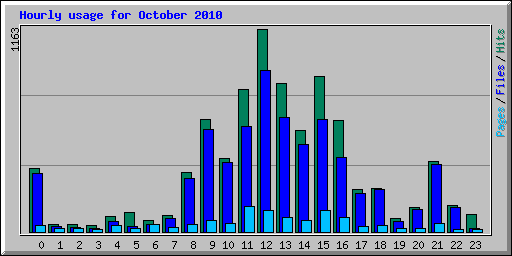 Hourly usage for October 2010
1163
Pages/Files/Hits
0 1 2 3 4 5 6 7 8 9 10 11 12 13 14 15 16 17 18 19 20 21 22 23